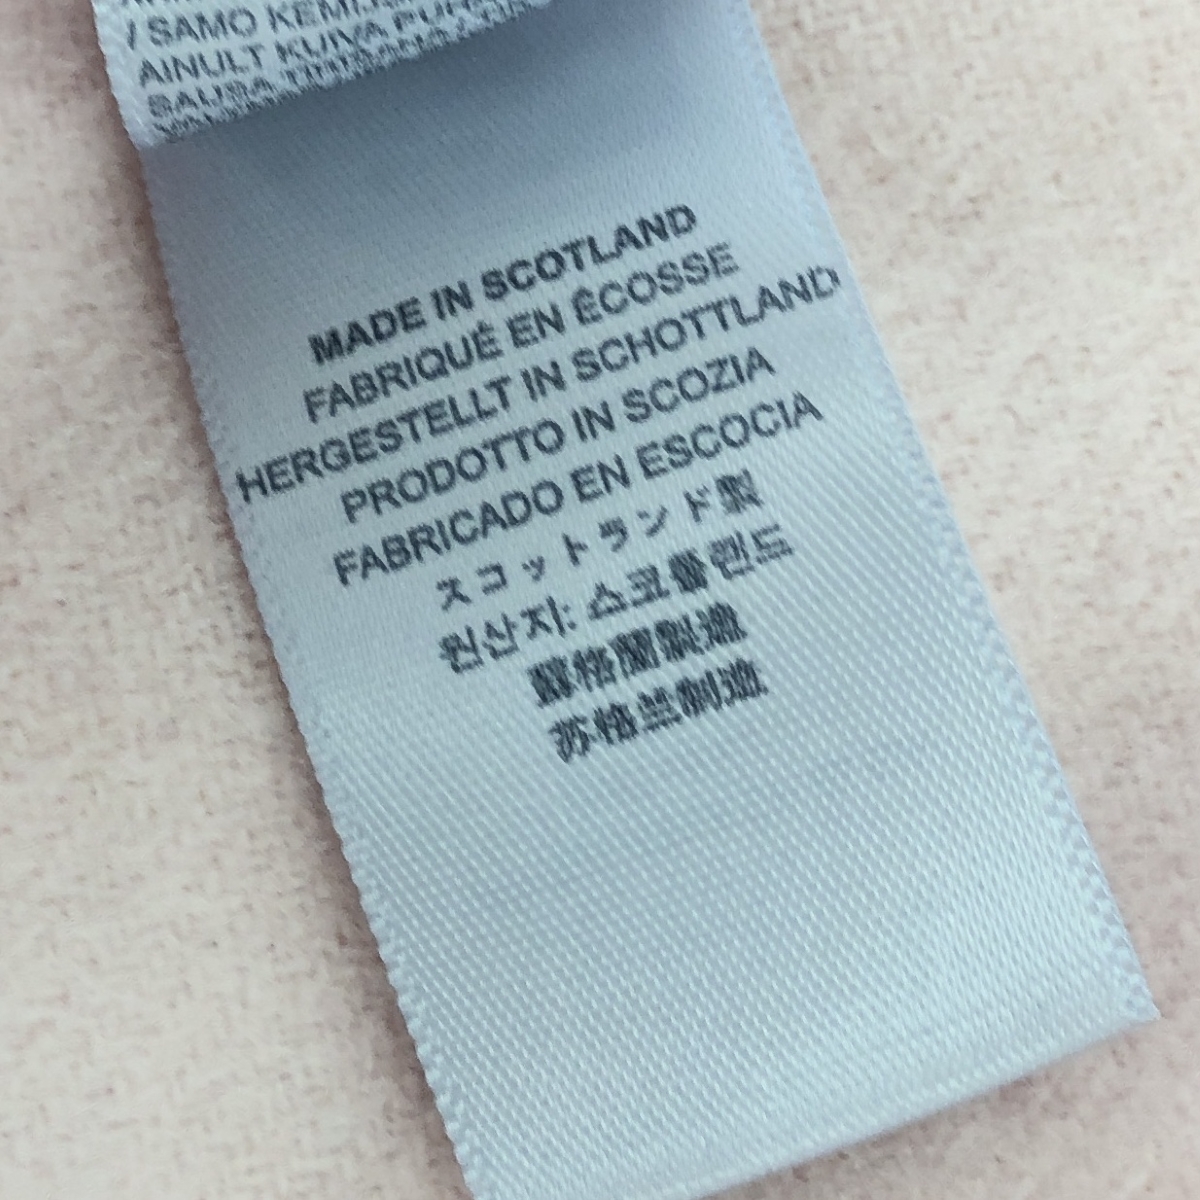 / SAMO KEMIJSKO
AINULT KUIVA PUHAS
MADE IN SCOTLAND
FABRIQUÉ EN ÉCOSSE
HERGESTELLT IN SCHOTTLAND
PRODOTTO IN SCOZIA
FABRICADO EN ESCOCIA
スコットランド製
원산지: 스코틀랜드
蘇格蘭製造
苏格兰制造